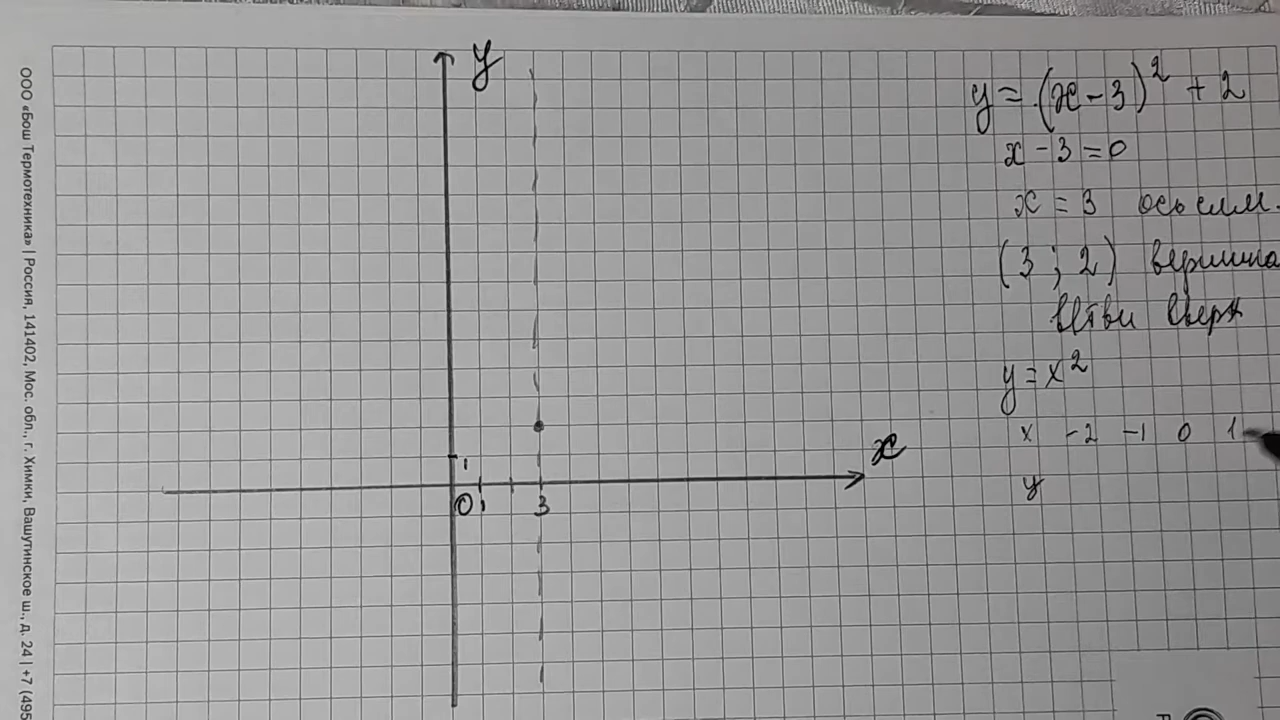 ООО «Бош Термотехника» | Россия, 141402, Мос. обл., г. Химки, Вашутинское ш., д. 24 | +7 (495
y
x
1
0 1 3
y = (x - 3)² + 2
x - 3 = 0
x = 3 ось сим.
(3 ; 2) вершина
ветви вверх
y = x²
x -2 -1 0 1
y